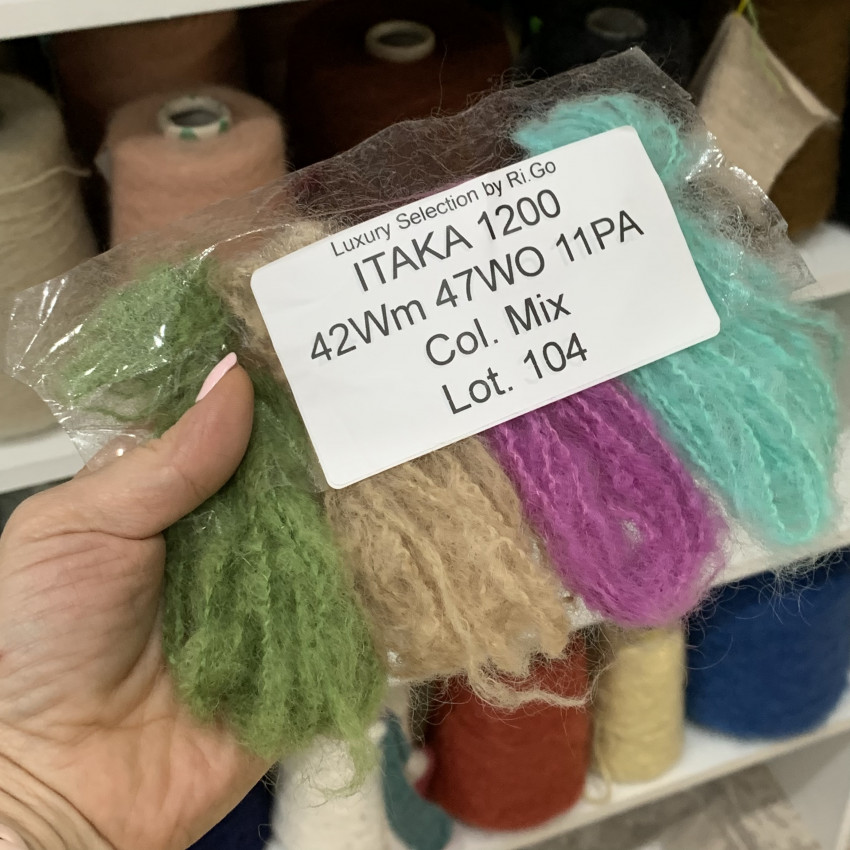 Luxury Selection by Ri.Go
ITAKA 1200
42Wm 47WO 11PA
Col. Mix
Lot. 104